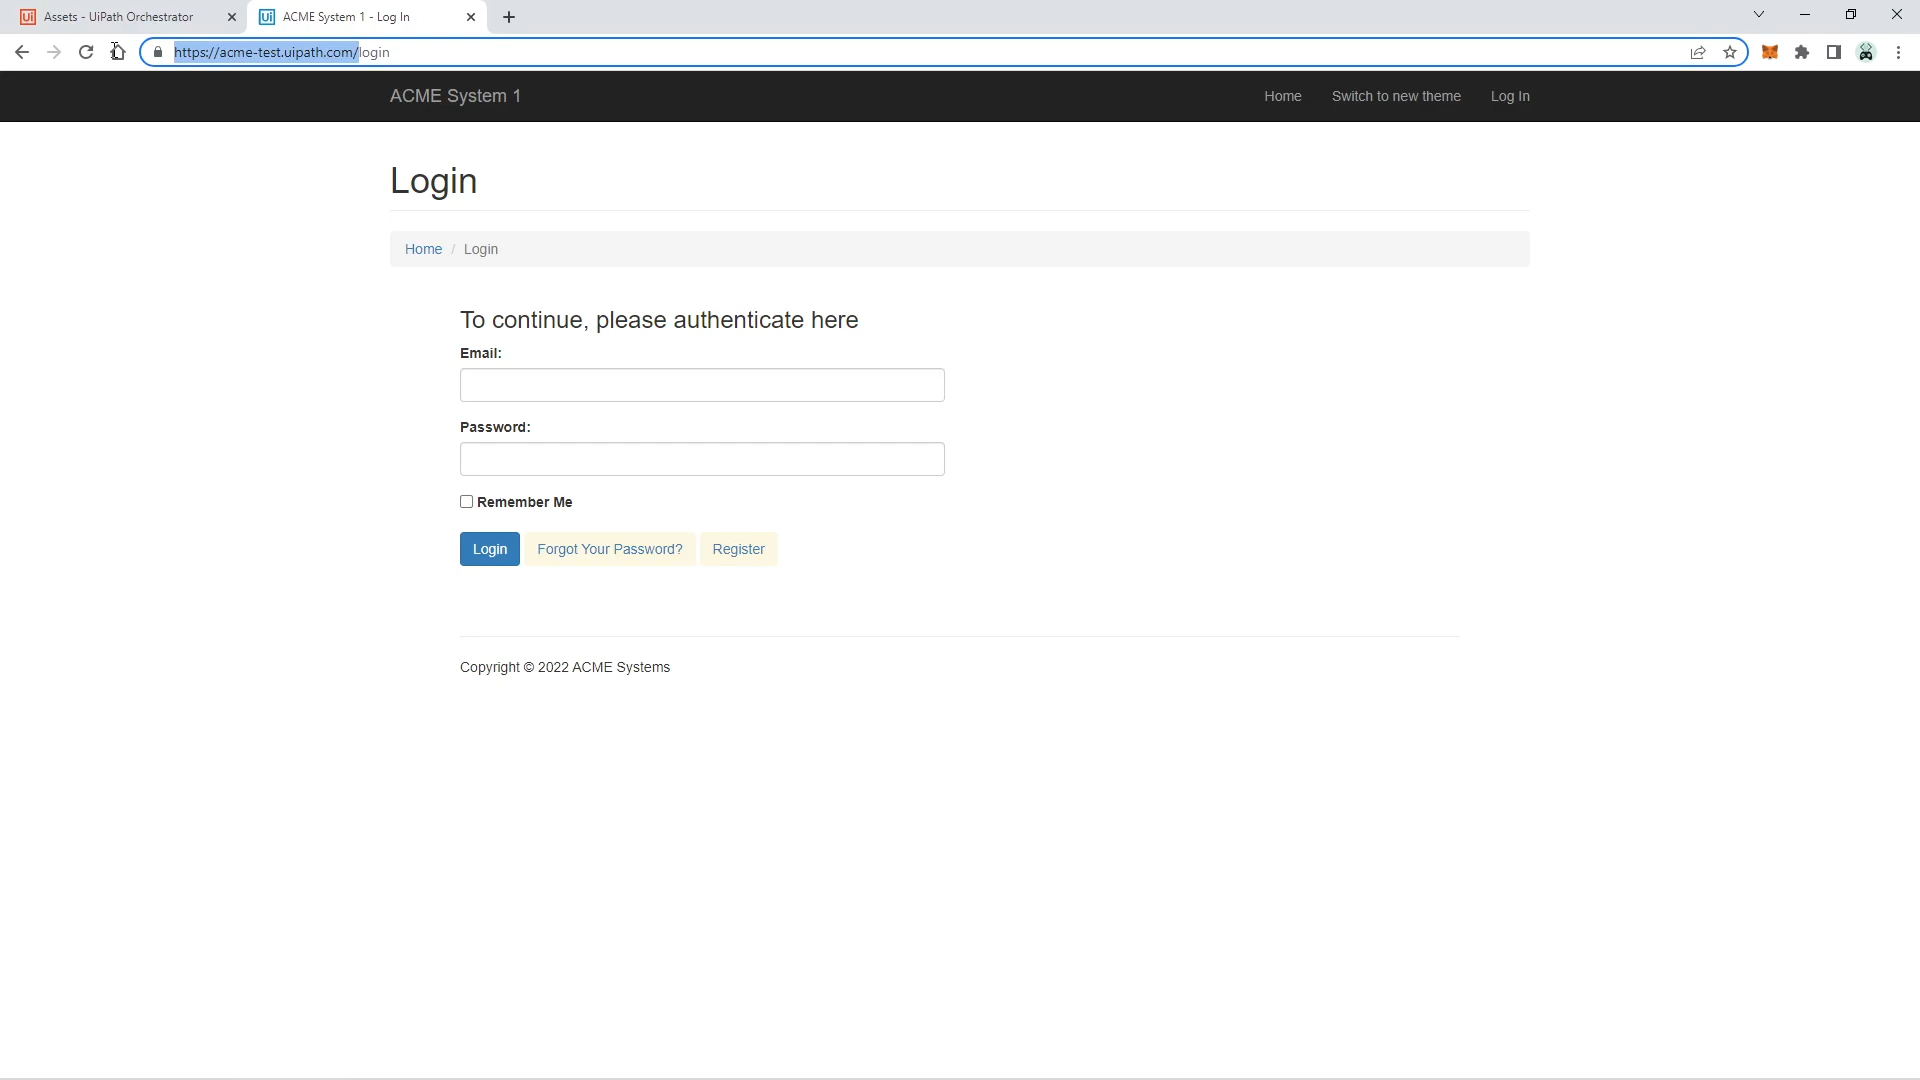 Assets - UiPath Orchestrator
ACME System 1 - Log In
https://acme-test.uipath.com/login
ACME System 1
Home
Switch to new theme
Log In
Login
Home / Login
To continue, please authenticate here
Email:
Password:
Remember Me
Login
Forgot Your Password?
Register
Copyright © 2022 ACME Systems